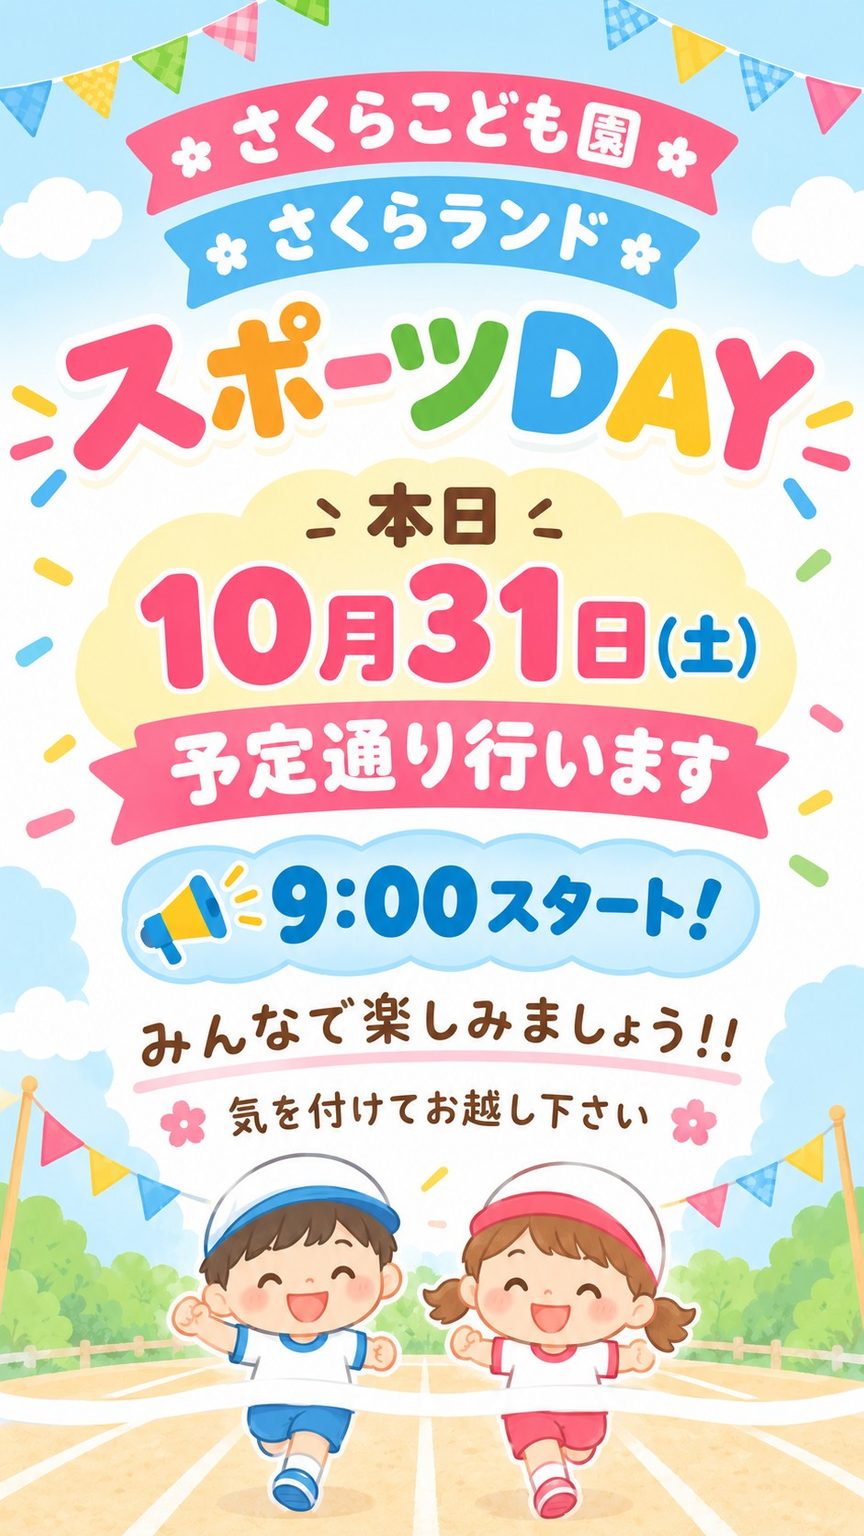 さくらこども園
さくらランド
スポーツDAY
本日
10月31日(土)
予定通り行います
9:00スタート!
みんなで楽しみましょう!!
気を付けてお越し下さい